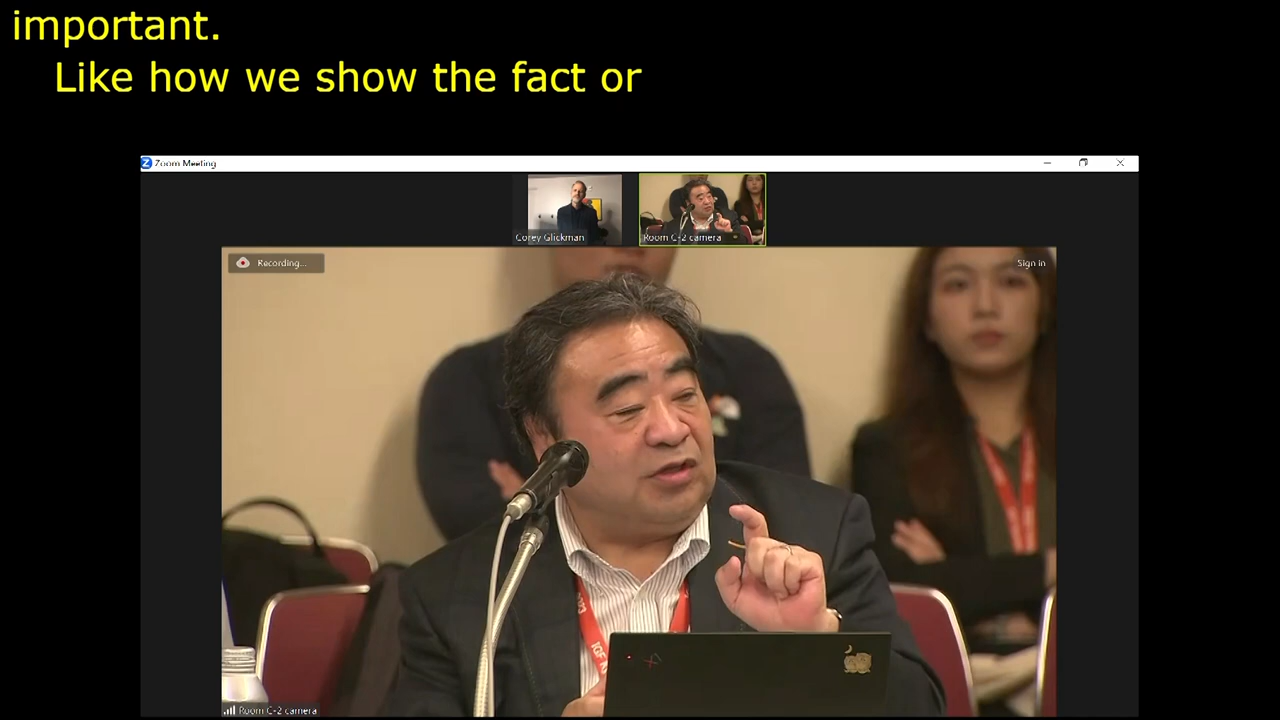 important.
Like how we show the fact or
Zoom Meeting
Corey Glickman
Room C-2 camera
Recording...
Sign in
IGF
Room C-2 camera